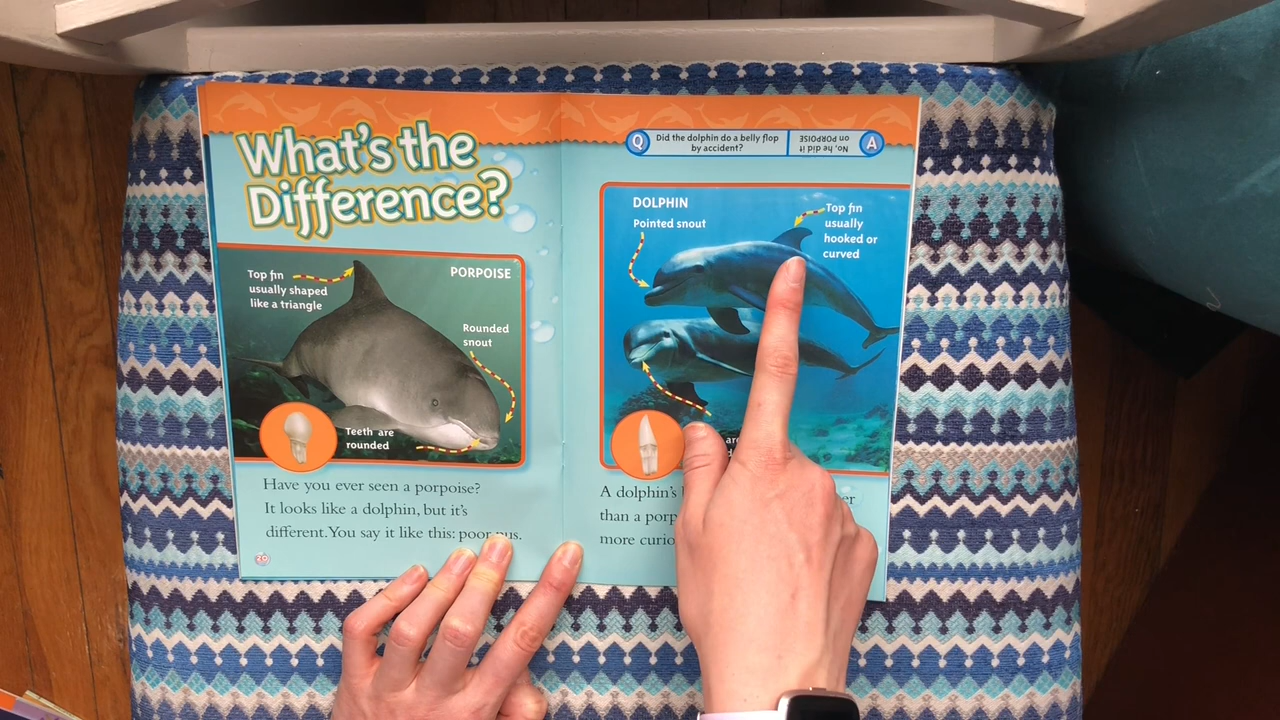 What's the
Difference?
Top fin
usually shaped
like a triangle
PORPOISE
Rounded
snout
Teeth are
rounded
Have you ever seen a porpoise?
It looks like a dolphin, but it's
different. You say it like this: poor pus.
20
Q
Did the dolphin do a belly flop
by accident?
No, he did it
on PORPOISE
A
DOLPHIN
Pointed snout
Top fin
usually
hooked or
curved
A dolphin's
than a
more